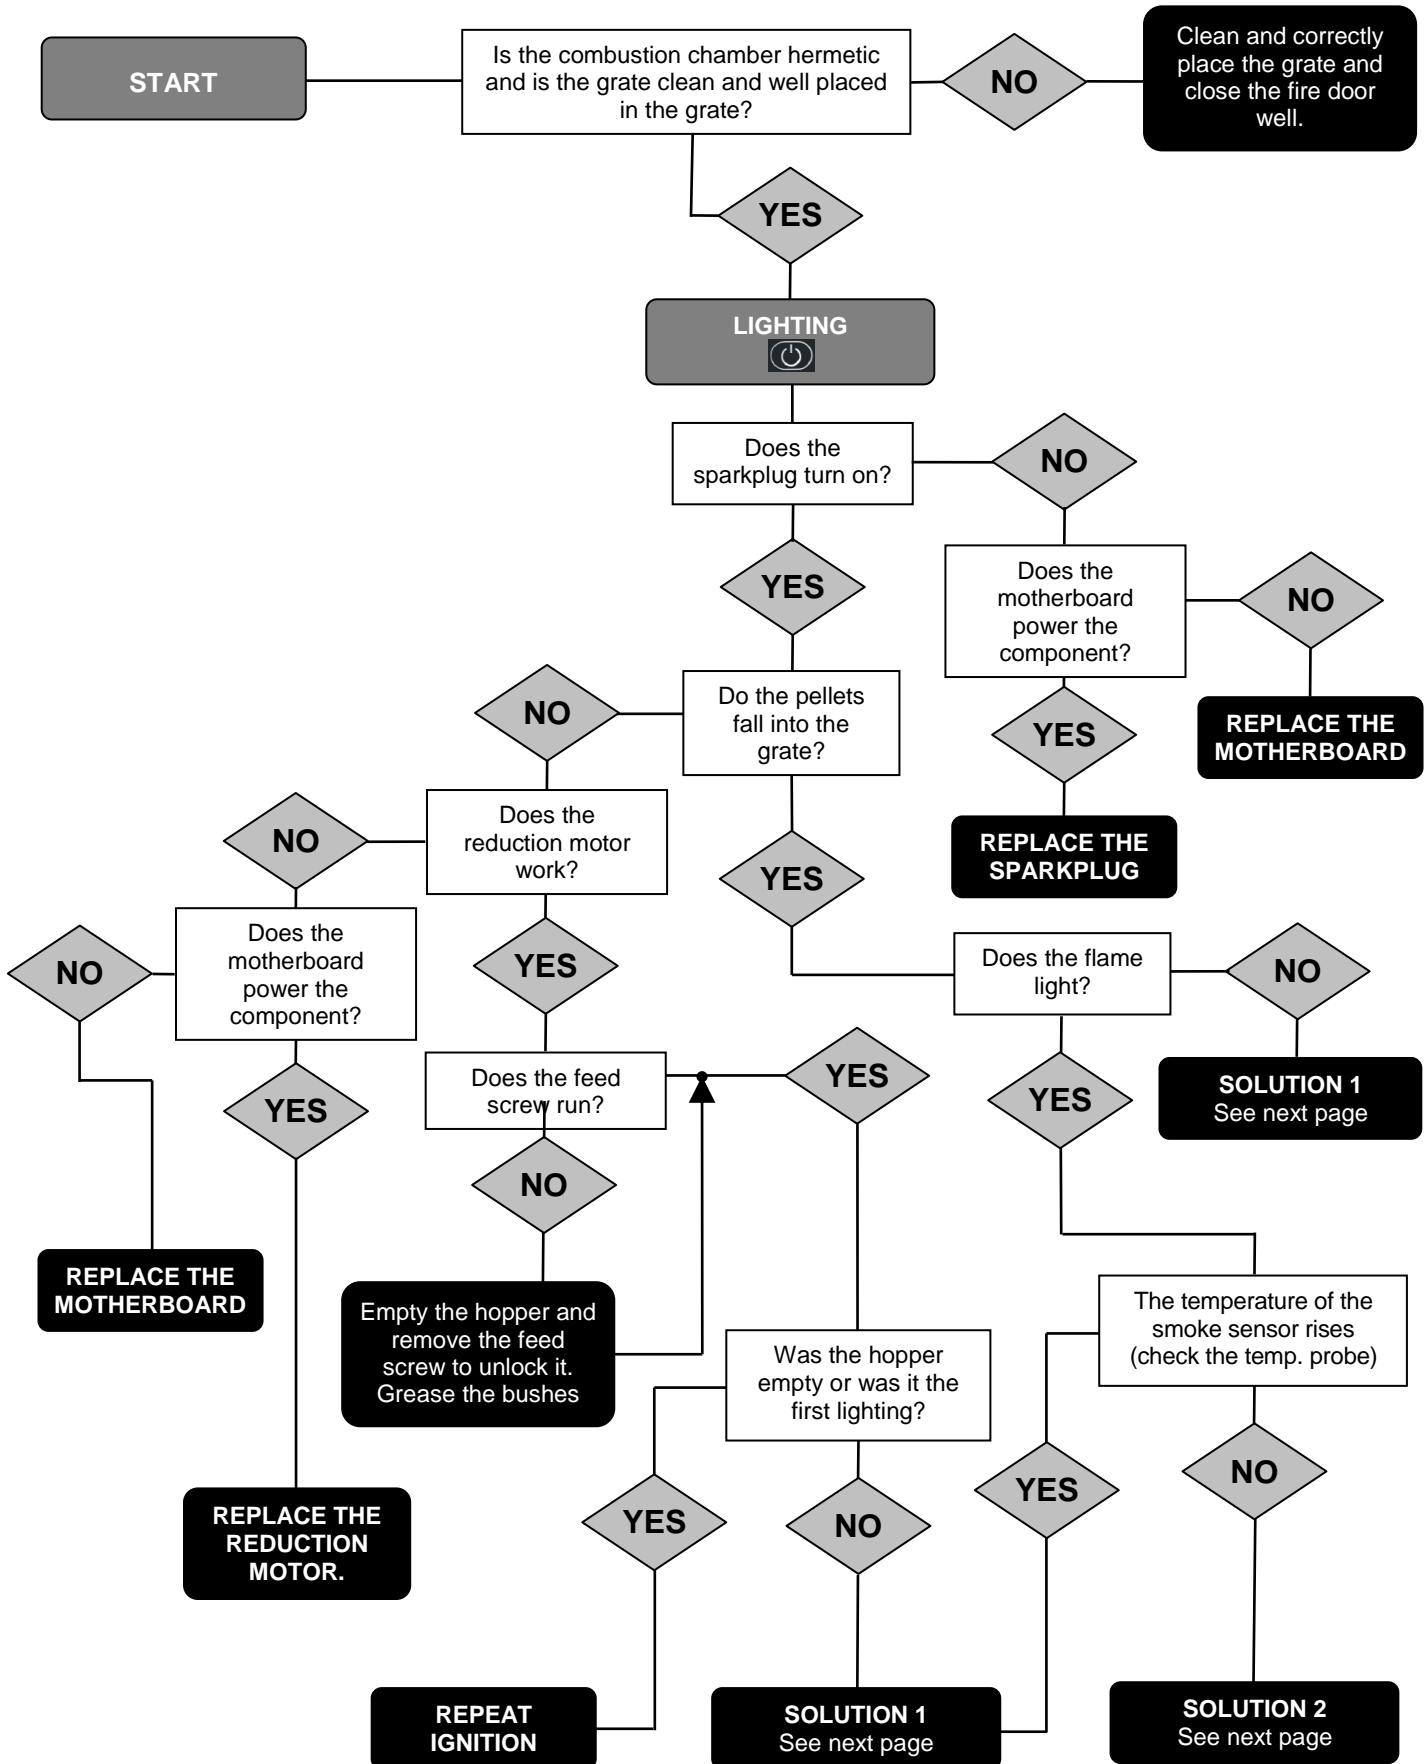 START
Is the combustion chamber hermetic
and is the grate clean and well placed
in the grate?
NO
Clean and correctly
place the grate and
close the fire door
well.
YES
LIGHTING
Does the
sparkplug turn on?
NO
YES
Does the
motherboard
power the
component?
NO
REPLACE THE
MOTHERBOARD
YES
REPLACE THE
SPARKPLUG
Do the pellets
fall into the
grate?
NO
YES
Does the
reduction motor
work?
NO
YES
Does the
motherboard
power the
component?
NO
YES
REPLACE THE
MOTHERBOARD
REPLACE THE
REDUCTION
MOTOR.
Does the feed
screw run?
YES
NO
Empty the hopper and
remove the feed
screw to unlock it.
Grease the bushes
Does the flame
light?
NO
SOLUTION 1
See next page
YES
The temperature of the
smoke sensor rises
(check the temp. probe)
YES
NO
Was the hopper
empty or was it the
first lighting?
YES
NO
REPEAT
IGNITION
SOLUTION 1
See next page
SOLUTION 2
See next page